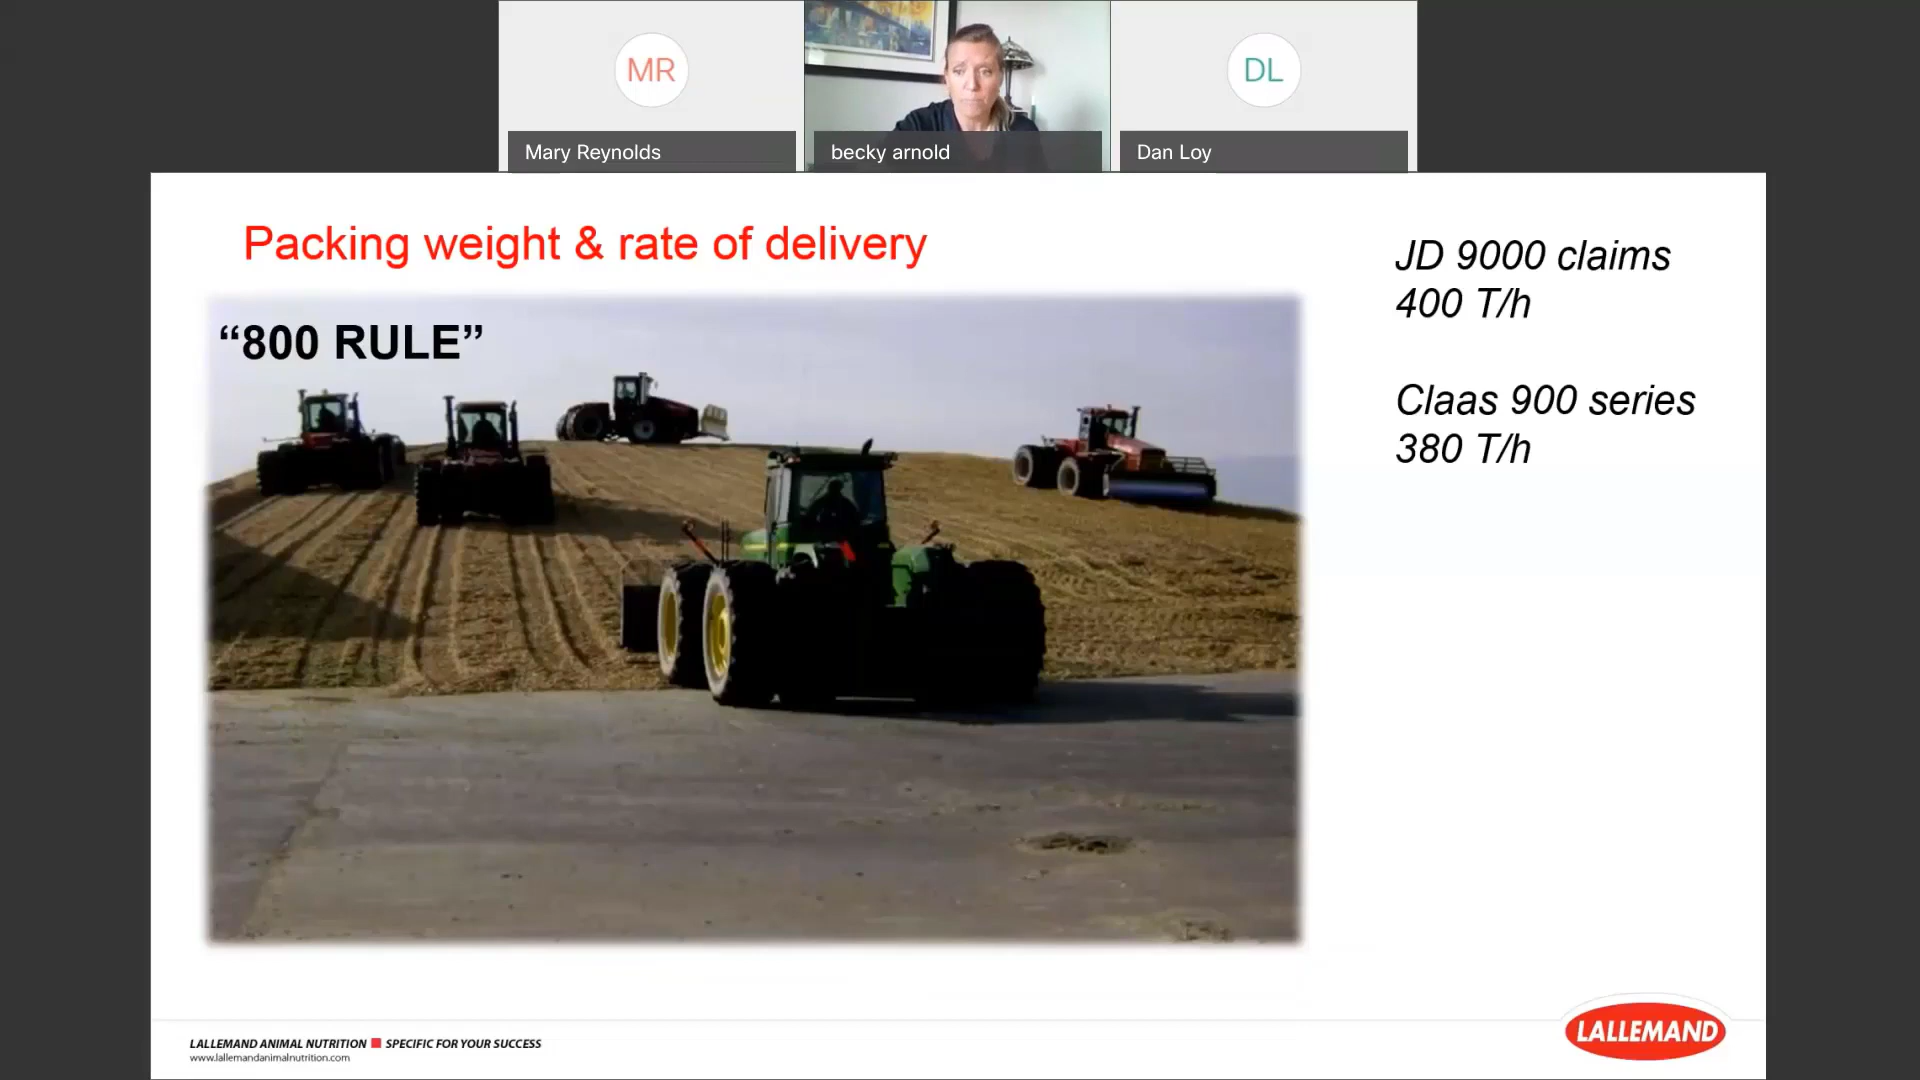 MR
DL
Mary Reynolds
becky arnold
Dan Loy
Packing weight & rate of delivery
“800 RULE”
JD 9000 claims
400 T/h
Claas 900 series
380 T/h
LALLEMAND ANIMAL NUTRITION SPECIFIC FOR YOUR SUCCESS
www.lallemandanimalnutrition.com
LALLEMAND